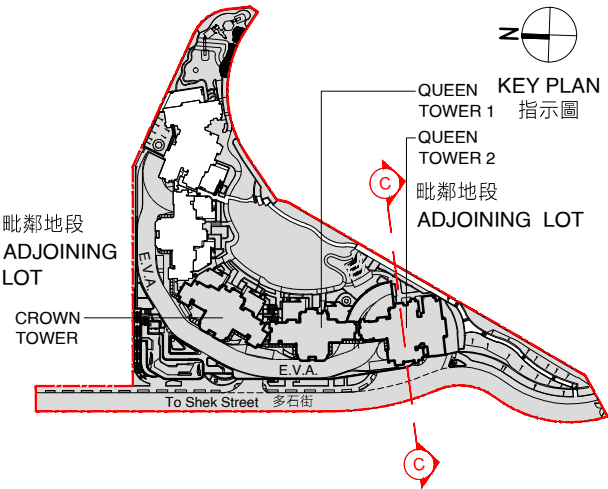 N
KEY PLAN
指示圖
QUEEN
TOWER 1
QUEEN
TOWER 2
C
毗鄰地段
ADJOINING LOT
毗鄰地段
ADJOINING
LOT
E.V.A.
CROWN
TOWER
E.V.A.
To Shek Street 多石街
C